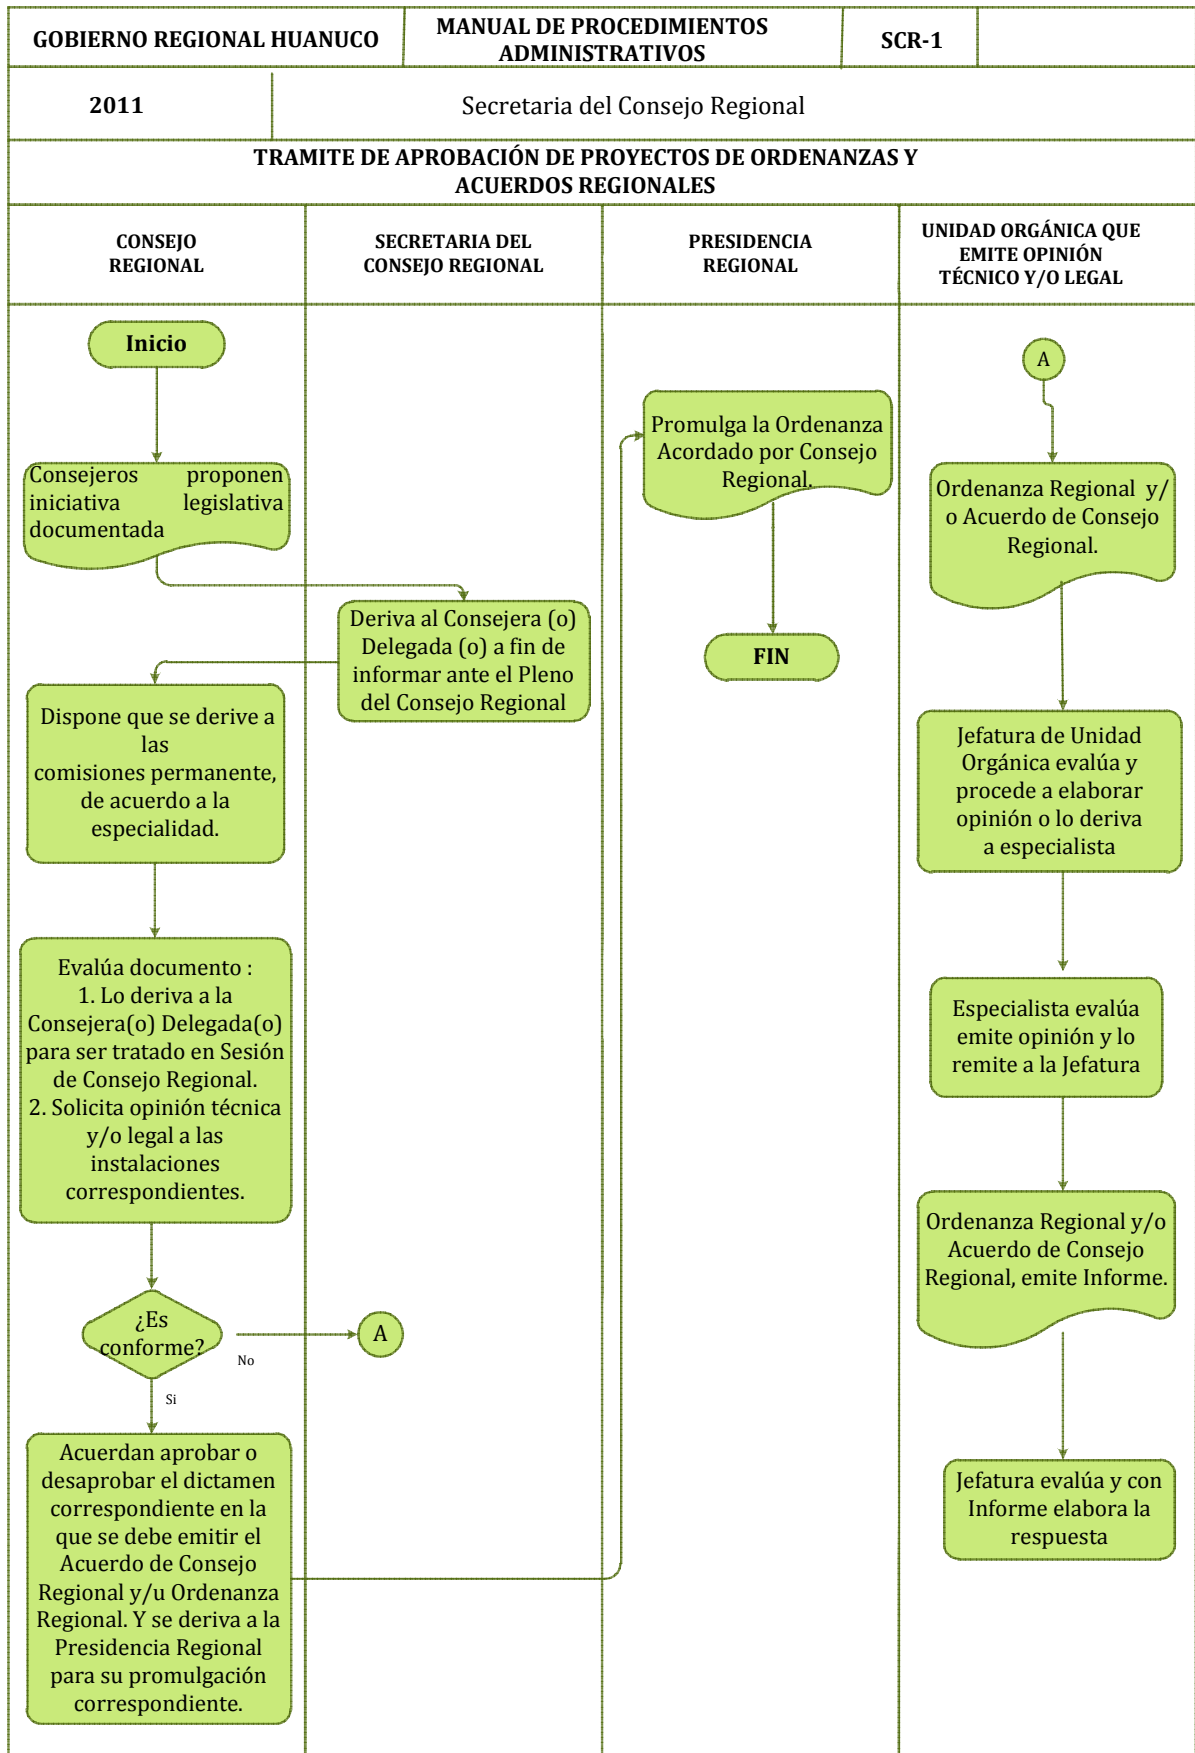 GOBIERNO REGIONAL HUANUCO
MANUAL DE PROCEDIMIENTOS
ADMINISTRATIVOS
SCR-1
2011
Secretaria del Consejo Regional
TRAMITE DE APROBACIÓN DE PROYECTOS DE ORDENANZAS Y
ACUERDOS REGIONALES
CONSEJO
REGIONAL
SECRETARIA DEL
CONSEJO REGIONAL
PRESIDENCIA
REGIONAL
UNIDAD ORGÁNICA QUE
EMITE OPINIÓN
TÉCNICO Y/O LEGAL
Inicio
Consejeros proponen
iniciativa legislativa
documentada
Deriva al Consejera (o)
Delegada (o) a fin de
informar ante el Pleno
del Consejo Regional
Dispone que se derive a
las
comisiones permanente,
de acuerdo a la
especialidad.
Evalúa documento :
1. Lo deriva a la
Consejera(o) Delegada(o)
para ser tratado en Sesión
de Consejo Regional.
2. Solicita opinión técnica
y/o legal a las
instalaciones
correspondientes.
¿Es
conforme?
No
A
Si
Acuerdan aprobar o
desaprobar el dictamen
correspondiente en la
que se debe emitir el
Acuerdo de Consejo
Regional y/u Ordenanza
Regional. Y se deriva a la
Presidencia Regional
para su promulgación
correspondiente.
Promulga la Ordenanza
Acordado por Consejo
Regional.
FIN
A
Ordenanza Regional y/
o Acuerdo de Consejo
Regional.
Jefatura de Unidad
Orgánica evalúa y
procede a elaborar
opinión o lo deriva
a especialista
Especialista evalúa
emite opinión y lo
remite a la Jefatura
Ordenanza Regional y/o
Acuerdo de Consejo
Regional, emite Informe.
Jefatura evalúa y con
Informe elabora la
respuesta